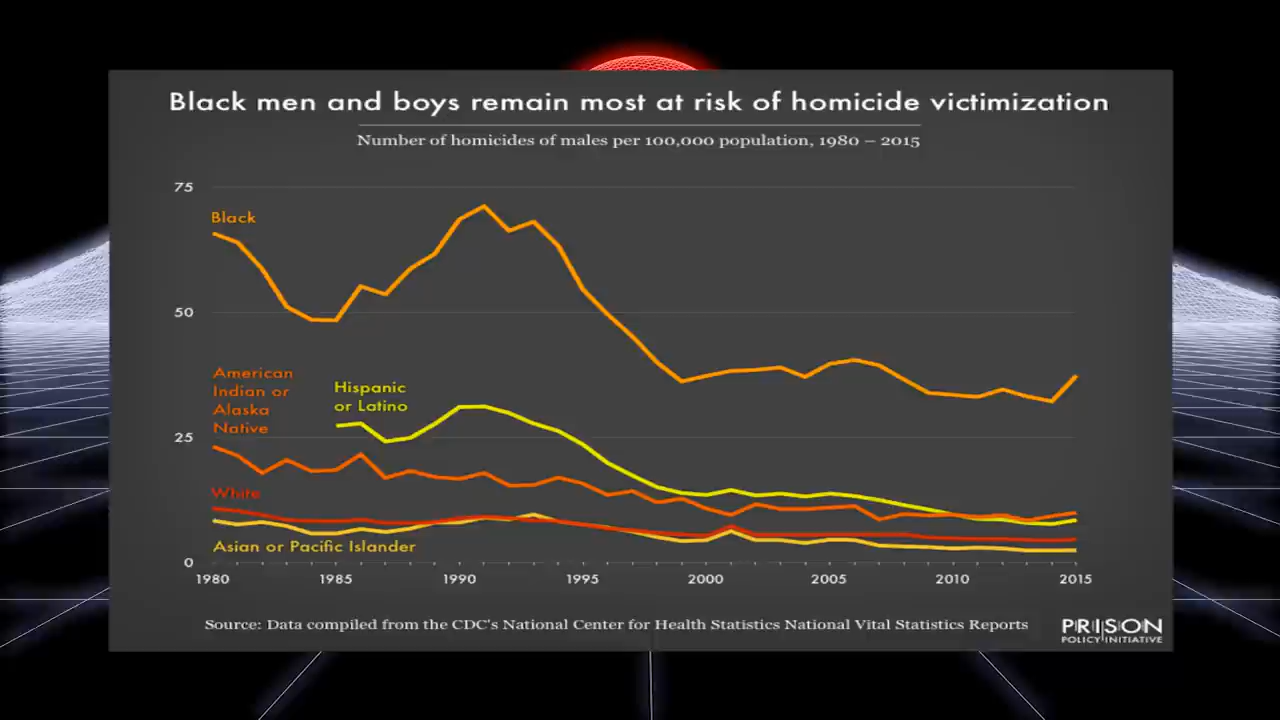 Black men and boys remain most at risk of homicide victimization
Number of homicides of males per 100,000 population, 1980 – 2015
75
Black
50
American
Indian or
Alaska
Native
Hispanic
or Latino
25
White
Asian or Pacific Islander
0
1980 1985 1990 1995 2000 2005 2010 2015
Source: Data compiled from the CDC's National Center for Health Statistics National Vital Statistics Reports
PRISON
POLICY INITIATIVE